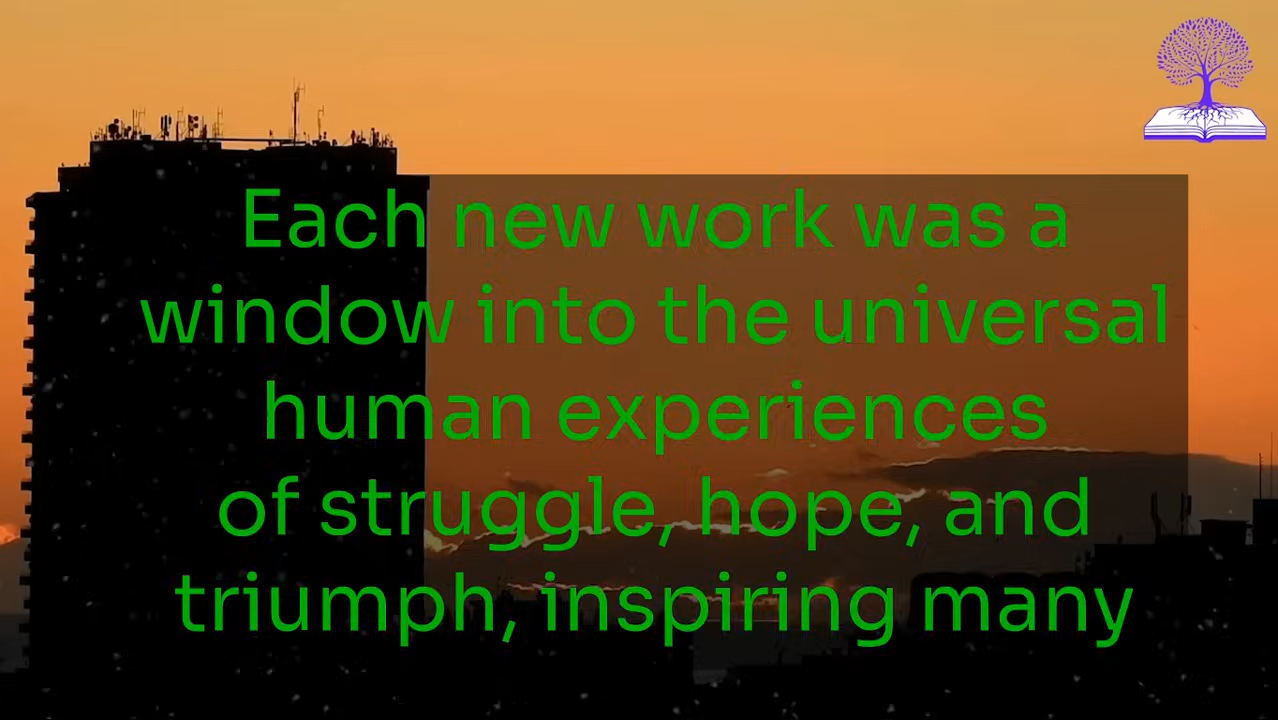 Each new work was a
window into the universal
human experiences
of struggle, hope, and
triumph, inspiring many